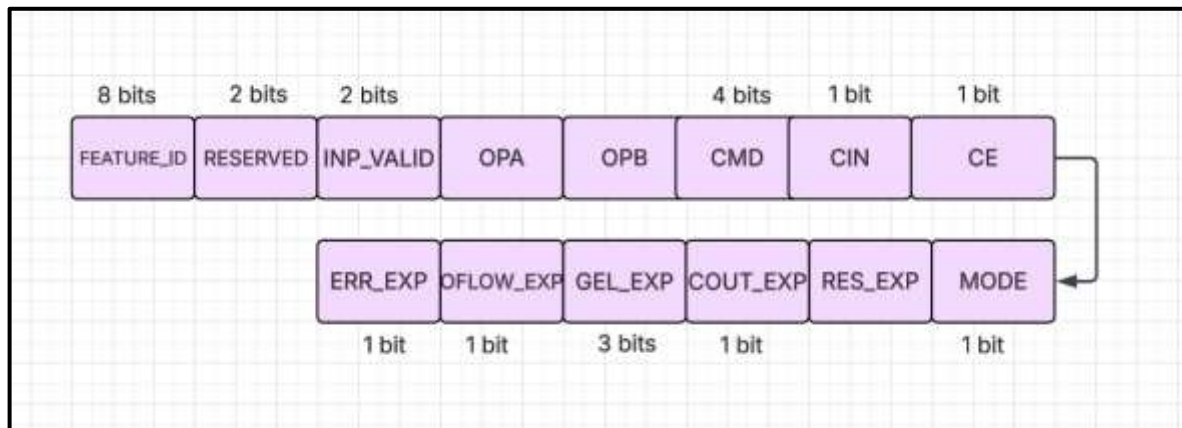 8 bits 2 bits 2 bits 4 bits 1 bit 1 bit
FEATURE_ID RESERVED INP_VALID OPA OPB CMD CIN CE
ERR_EXP OFLOW_EXP GEL_EXP COUT_EXP RES_EXP MODE
1 bit 1 bit 3 bits 1 bit 1 bit